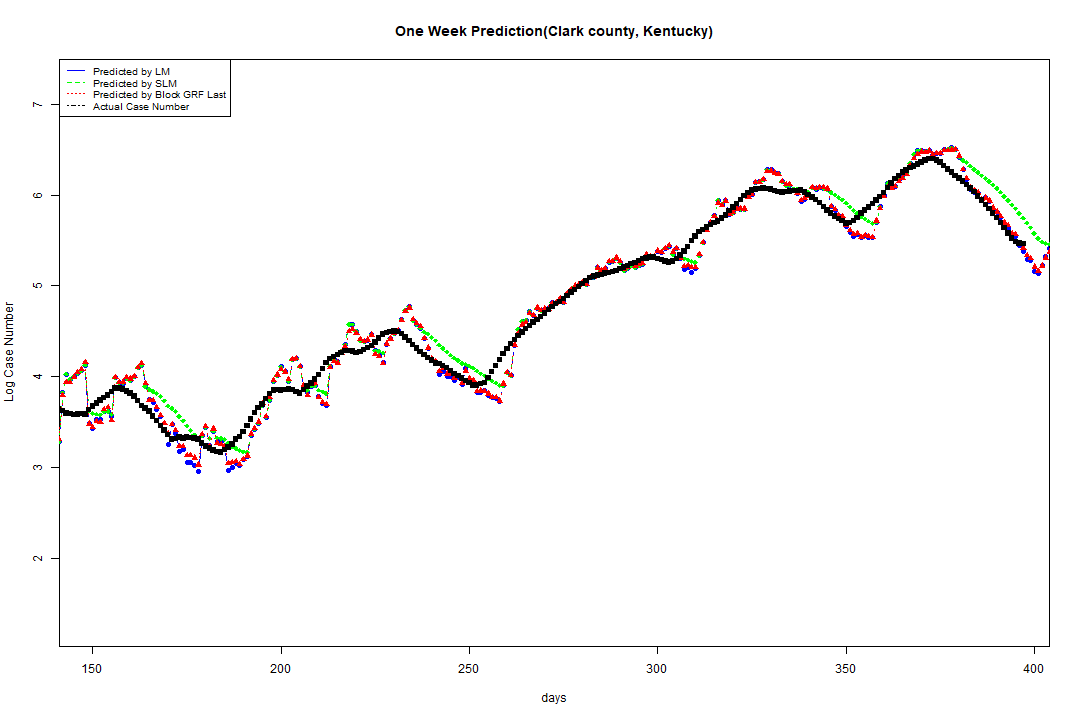 One Week Prediction(Clark county, Kentucky)
Predicted by LM
Predicted by SLM
Predicted by Block GRF Last
Actual Case Number
7
6
5
4
3
2
Log Case Number
150 200 250 300 350 400
days